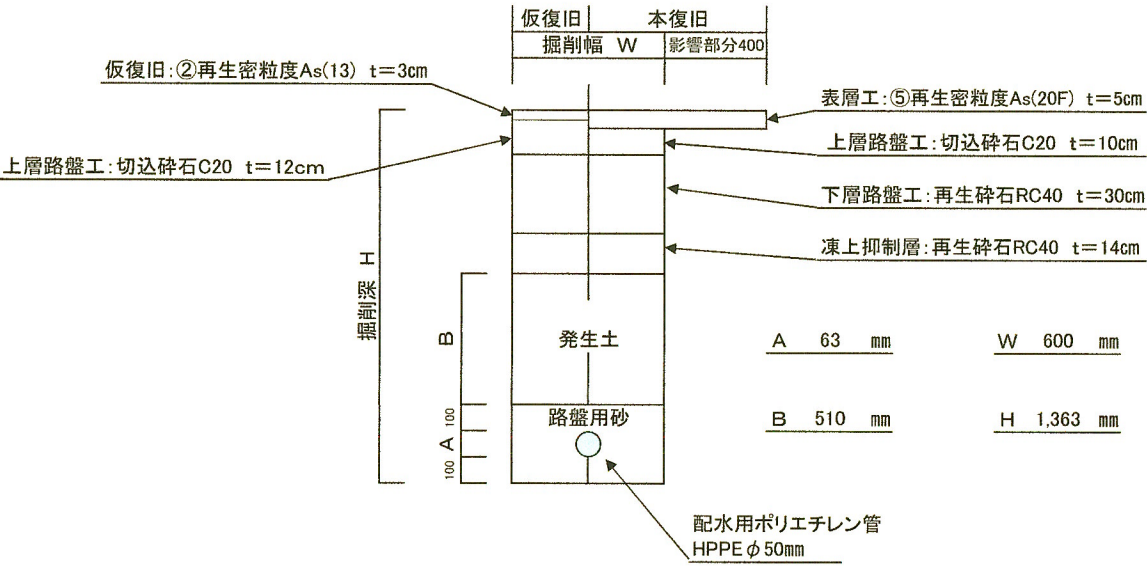 仮復旧 本復旧
掘削幅 W 影響部分400
仮復旧:②再生密粒度As(13) t=3cm
表層工:⑤再生密粒度As(20F) t=5cm
上層路盤工:切込砕石C20 t=12cm
上層路盤工:切込砕石C20 t=10cm
下層路盤工:再生砕石RC40 t=30cm
凍上抑制層:再生砕石RC40 t=14cm
掘削深 H
B
発生土
A 63 mm
W 600 mm
100
路盤用砂
B 510 mm
H 1,363 mm
A
100
配水用ポリエチレン管
HPPEφ50mm